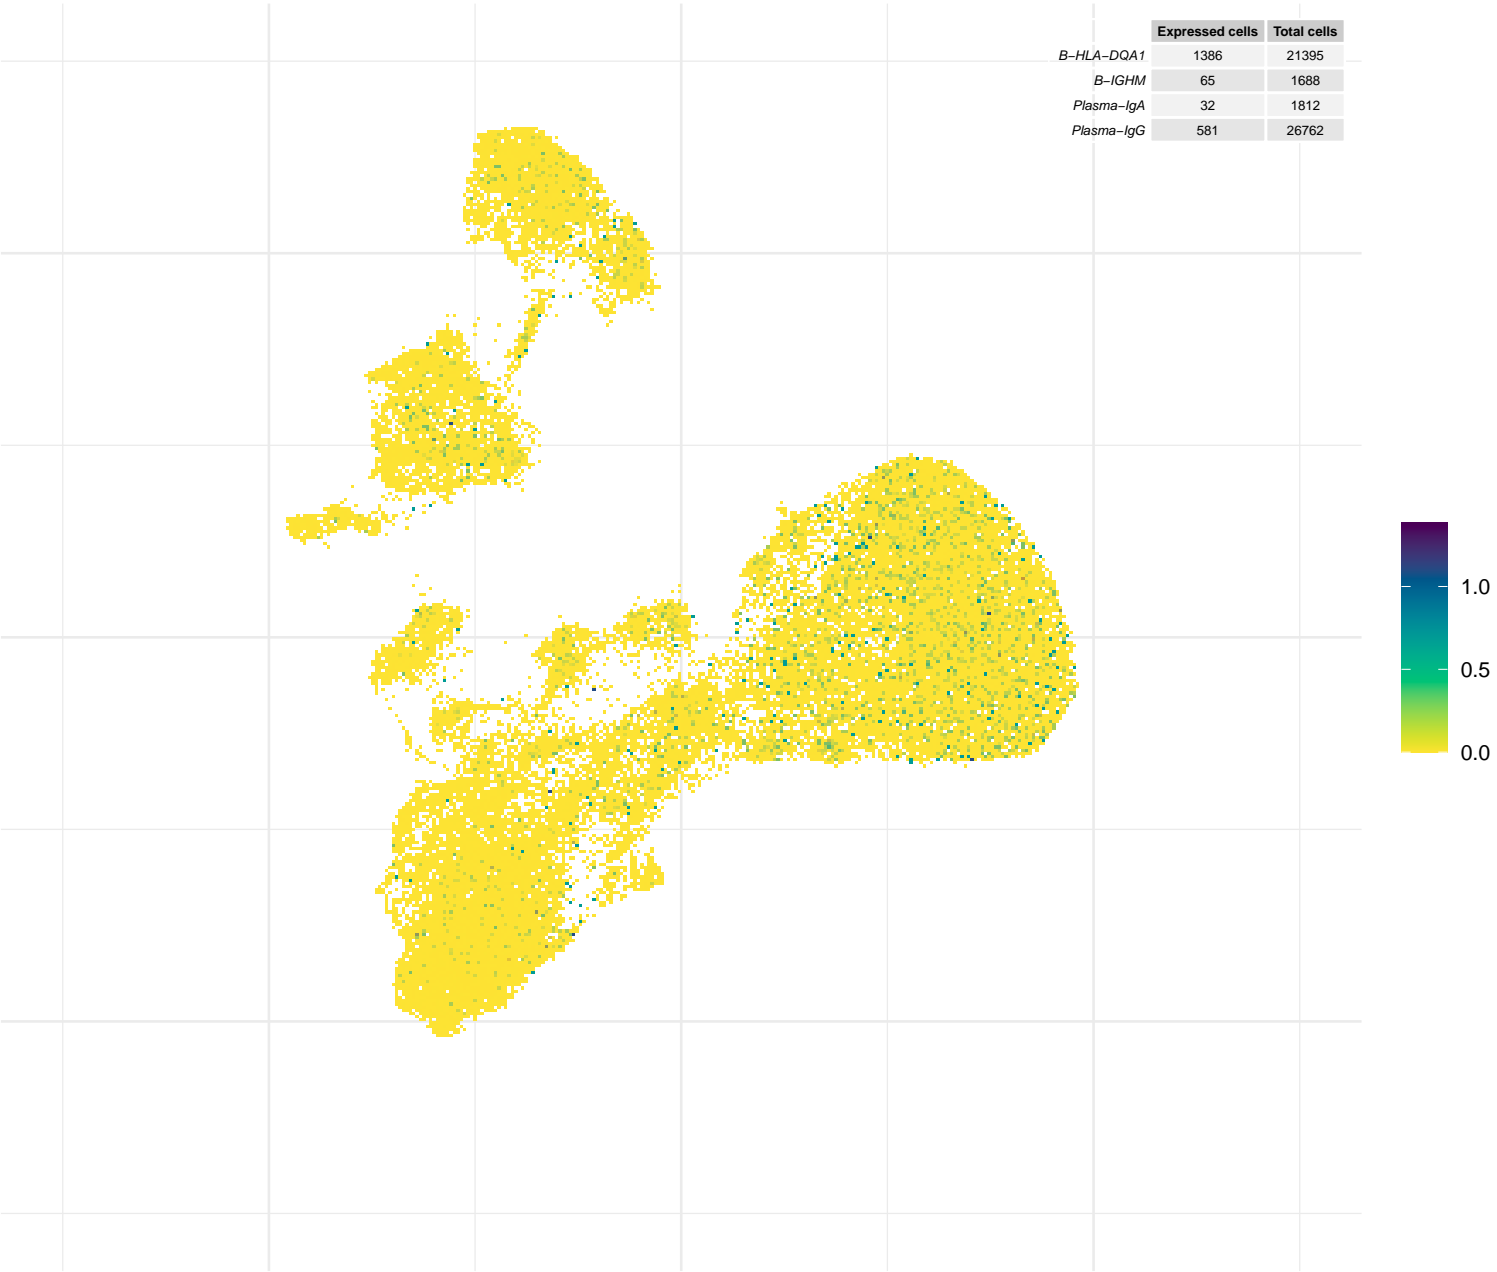 Expressed cells Total cells
B−HLA−DQA1 1386 21395
B−IGHM 65 1688
Plasma−IgA 32 1812
Plasma−IgG 581 26762
1.0
0.5
0.0